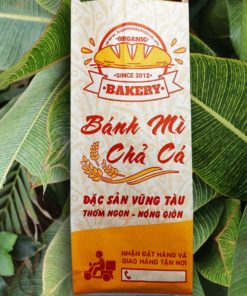 ORGANIC
SINCE 2012
BAKERY
Bánh Mì
Chả Cá
ĐẶC SẢN VŨNG TÀU
THƠM NGON - NÓNG GIÒN
NHẬN ĐẶT HÀNG VÀ
GIAO HÀNG TẬN NƠI